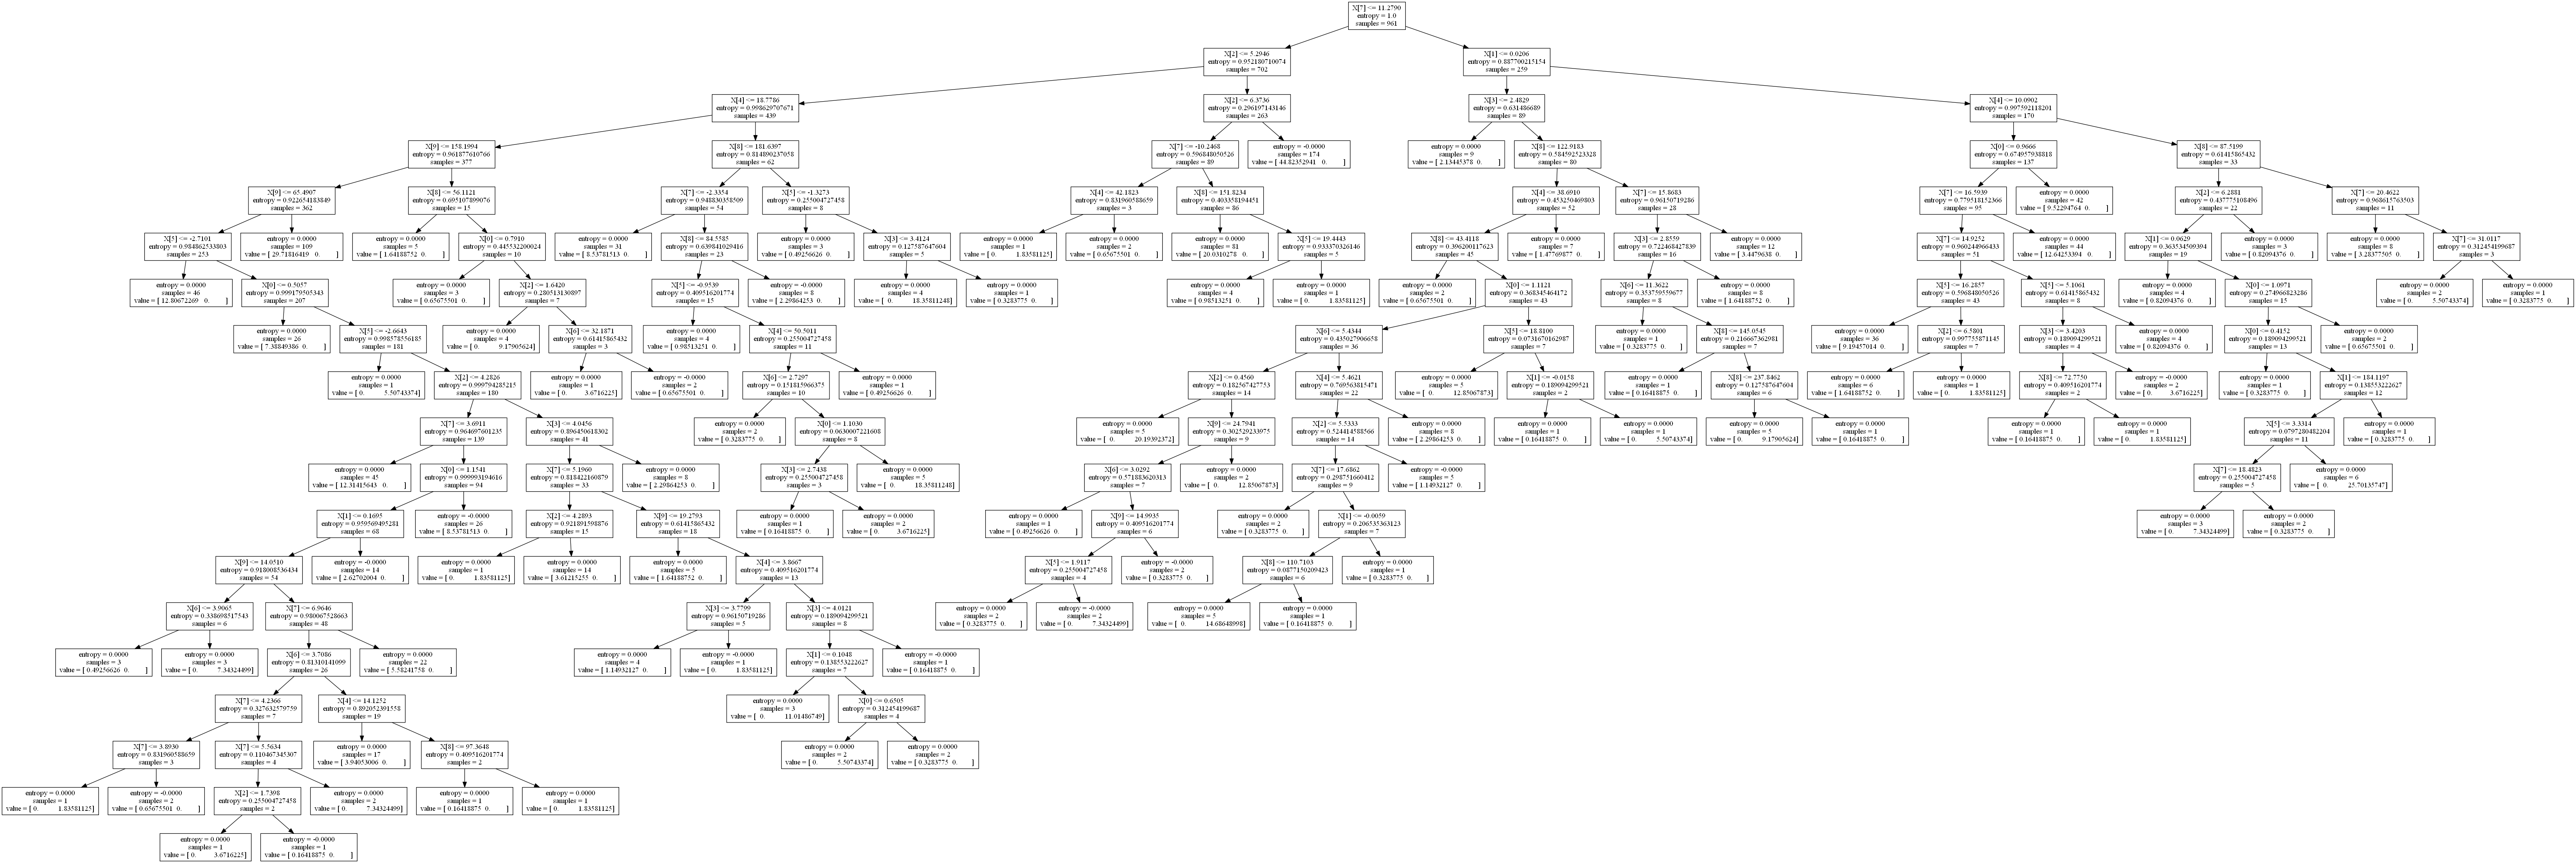 X[7] <= 11.2790
entropy = 1.0
samples = 961
X[2] <= 5.2946
entropy = 0.952180710074
samples = 702
X[1] <= 0.0206
entropy = 0.887700215154
samples = 259
X[4] <= 18.7786
entropy = 0.998629707671
samples = 439
X[2] <= 6.3736
entropy = 0.296197143146
samples = 263
X[3] <= 2.4829
entropy = 0.631486689
samples = 89
X[4] <= 10.0902
entropy = 0.997592118201
samples = 170
X[9] <= 158.1994
entropy = 0.961877610766
samples = 377
X[8] <= 181.6397
entropy = 0.814890237058
samples = 62
X[7] <= -10.2468
entropy = 0.596848050526
samples = 89
entropy = -0.0000
samples = 174
value = [ 44.82352941 0. ]
entropy = 0.0000
samples = 9
value = [ 2.13445378 0. ]
X[8] <= 122.9183
entropy = 0.584592523328
samples = 80
X[0] <= 0.9666
entropy = 0.674957938818
samples = 137
X[8] <= 87.5199
entropy = 0.61415865432
samples = 33
X[9] <= 65.4907
entropy = 0.922654183849
samples = 362
X[8] <= 56.1121
entropy = 0.695107899076
samples = 15
X[7] <= -2.3354
entropy = 0.948830358509
samples = 54
X[5] <= -1.3273
entropy = 0.255004727458
samples = 8
X[4] <= 42.1823
entropy = 0.831960588659
samples = 3
X[8] <= 151.8234
entropy = 0.403358194451
samples = 86
X[4] <= 38.6910
entropy = 0.453250469803
samples = 52
X[7] <= 15.8683
entropy = 0.96150719286
samples = 28
X[7] <= 16.5939
entropy = 0.779518152366
samples = 95
entropy = 0.0000
samples = 42
value = [ 9.52294764 0. ]
X[2] <= 6.2881
entropy = 0.437775108496
samples = 22
X[7] <= 20.4622
entropy = 0.968615763503
samples = 11
X[5] <= -2.7101
entropy = 0.984862533803
samples = 253
entropy = 0.0000
samples = 109
value = [ 29.71816419 0. ]
entropy = 0.0000
samples = 5
value = [ 1.64188752 0. ]
X[0] <= 0.7910
entropy = 0.445532200024
samples = 10
entropy = 0.0000
samples = 31
value = [ 8.53781513 0. ]
X[8] <= 84.5585
entropy = 0.639841029416
samples = 23
entropy = 0.0000
samples = 3
value = [ 0.49256626 0. ]
X[3] <= 3.4124
entropy = 0.127587647604
samples = 5
entropy = 0.0000
samples = 1
value = [ 0. 1.83581125]
entropy = 0.0000
samples = 2
value = [ 0.65675501 0. ]
entropy = 0.0000
samples = 81
value = [ 20.0310278 0. ]
X[5] <= 19.4443
entropy = 0.933370326146
samples = 5
X[8] <= 43.4118
entropy = 0.396200117623
samples = 45
entropy = 0.0000
samples = 7
value = [ 1.47769877 0. ]
X[3] <= 2.8559
entropy = 0.722468427839
samples = 16
entropy = 0.0000
samples = 12
value = [ 3.4479638 0. ]
X[7] <= 14.9252
entropy = 0.969244966433
samples = 51
entropy = 0.0000
samples = 44
value = [ 12.64253394 0. ]
X[1] <= 0.0629
entropy = 0.363534509394
samples = 19
entropy = 0.0000
samples = 3
value = [ 0.82094376 0. ]
entropy = 0.0000
samples = 8
value = [ 3.28377505 0. ]
X[7] <= 31.0117
entropy = 0.312454199687
samples = 3
entropy = 0.0000
samples = 46
value = [ 12.80672269 0. ]
X[0] <= 0.5057
entropy = 0.999179505343
samples = 207
entropy = 0.0000
samples = 3
value = [ 0.65675501 0. ]
X[2] <= 1.6420
entropy = 0.280513130897
samples = 7
X[5] <= -0.9539
entropy = 0.409516201774
samples = 15
entropy = -0.0000
samples = 8
value = [ 2.29864253 0. ]
entropy = 0.0000
samples = 4
value = [ 0. 18.35811248]
entropy = 0.0000
samples = 1
value = [ 0.3283775 0. ]
entropy = 0.0000
samples = 4
value = [ 0.98513251 0. ]
entropy = 0.0000
samples = 1
value = [ 0. 1.83581125]
entropy = 0.0000
samples = 2
value = [ 0.65675501 0. ]
X[0] <= 1.1121
entropy = 0.368345464172
samples = 43
X[6] <= 11.3622
entropy = 0.353759559677
samples = 8
entropy = 0.0000
samples = 8
value = [ 1.64188752 0. ]
X[5] <= 16.2857
entropy = 0.596848050526
samples = 43
X[5] <= 5.1061
entropy = 0.61415865432
samples = 8
entropy = 0.0000
samples = 4
value = [ 0.82094376 0. ]
X[0] <= 1.0971
entropy = 0.274966823286
samples = 15
entropy = 0.0000
samples = 2
value = [ 0. 5.50743374]
entropy = 0.0000
samples = 1
value = [ 0.3283775 0. ]
entropy = 0.0000
samples = 26
value = [ 7.38849386 0. ]
X[5] <= -2.6643
entropy = 0.998578556185
samples = 181
entropy = -0.0000
samples = 4
value = [ 0. 9.17905624]
X[6] <= 32.1871
entropy = 0.61415865432
samples = 3
entropy = 0.0000
samples = 4
value = [ 0.98513251 0. ]
X[4] <= 50.5011
entropy = 0.255004727458
samples = 11
X[6] <= 5.4344
entropy = 0.435027906658
samples = 36
X[5] <= 18.8100
entropy = 0.0731670162987
samples = 7
entropy = 0.0000
samples = 1
value = [ 0.3283775 0. ]
X[8] <= 145.0545
entropy = 0.216667362981
samples = 7
entropy = 0.0000
samples = 36
value = [ 9.19457014 0. ]
X[2] <= 6.5801
entropy = 0.997755871145
samples = 7
X[3] <= 3.4203
entropy = 0.189094299521
samples = 4
entropy = 0.0000
samples = 4
value = [ 0.82094376 0. ]
X[0] <= 0.4152
entropy = 0.189094299521
samples = 13
entropy = 0.0000
samples = 2
value = [ 0.65675501 0. ]
entropy = 0.0000
samples = 1
value = [ 0. 5.50743374]
X[2] <= 4.2826
entropy = 0.999794285215
samples = 180
entropy = 0.0000
samples = 1
value = [ 0. 3.6716225]
entropy = -0.0000
samples = 2
value = [ 0.65675501 0. ]
X[6] <= 2.7297
entropy = 0.151815966375
samples = 10
entropy = 0.0000
samples = 1
value = [ 0.49256626 0. ]
X[2] <= 0.4560
entropy = 0.182567427753
samples = 14
X[4] <= 5.4621
entropy = 0.769563815471
samples = 22
entropy = 0.0000
samples = 5
value = [ 0. 12.85067873]
X[1] <= -0.0158
entropy = 0.189094299521
samples = 2
entropy = 0.0000
samples = 1
value = [ 0.16418875 0. ]
X[8] <= 237.8462
entropy = 0.127587647604
samples = 6
entropy = -0.0000
samples = 6
value = [ 1.64188752 0. ]
entropy = 0.0000
samples = 1
value = [ 0. 1.83581125]
X[8] <= 72.7750
entropy = 0.409516201774
samples = 2
entropy = -0.0000
samples = 2
value = [ 0. 3.6716225]
entropy = 0.0000
samples = 1
value = [ 0.3283775 0. ]
X[1] <= 184.1197
entropy = 0.138553222627
samples = 12
X[7] <= 3.6911
entropy = 0.964697601235
samples = 139
X[3] <= 4.0456
entropy = 0.896450618302
samples = 41
entropy = 0.0000
samples = 2
value = [ 0.3283775 0. ]
X[0] <= 1.1030
entropy = 0.0630007221608
samples = 8
entropy = 0.0000
samples = 5
value = [ 0. 20.19392372]
X[9] <= 24.7941
entropy = 0.302529233975
samples = 9
X[2] <= 5.5333
entropy = 0.524414588566
samples = 14
entropy = 0.0000
samples = 8
value = [ 2.29864253 0. ]
entropy = 0.0000
samples = 1
value = [ 0.16418875 0. ]
entropy = 0.0000
samples = 1
value = [ 0. 5.50743374]
entropy = 0.0000
samples = 5
value = [ 0. 9.17905624]
entropy = 0.0000
samples = 1
value = [ 0.16418875 0. ]
entropy = 0.0000
samples = 1
value = [ 0.16418875 0. ]
entropy = 0.0000
samples = 1
value = [ 0. 1.83581125]
X[5] <= 3.3314
entropy = 0.0797280482204
samples = 11
entropy = 0.0000
samples = 1
value = [ 0.3283775 0. ]
entropy = 0.0000
samples = 45
value = [ 12.31415643 0. ]
X[0] <= 1.1541
entropy = 0.999993194616
samples = 94
X[7] <= 5.1960
entropy = 0.818422160879
samples = 33
entropy = 0.0000
samples = 8
value = [ 2.29864253 0. ]
X[3] <= 2.7438
entropy = 0.255004727458
samples = 3
entropy = 0.0000
samples = 5
value = [ 0. 18.35811248]
X[6] <= 3.0292
entropy = 0.571883620313
samples = 7
entropy = 0.0000
samples = 2
value = [ 0. 12.85067873]
X[7] <= 17.6862
entropy = 0.298751660412
samples = 9
entropy = -0.0000
samples = 5
value = [ 1.14932127 0. ]
X[7] <= 18.4823
entropy = 0.255004727458
samples = 5
entropy = 0.0000
samples = 6
value = [ 0. 25.70135747]
X[1] <= 0.1695
entropy = 0.959569495281
samples = 68
entropy = -0.0000
samples = 26
value = [ 8.53781513 0. ]
X[2] <= 4.2893
entropy = 0.921891598876
samples = 15
X[9] <= 19.2793
entropy = 0.61415865432
samples = 18
entropy = 0.0000
samples = 1
value = [ 0.16418875 0. ]
entropy = 0.0000
samples = 2
value = [ 0. 3.6716225]
entropy = 0.0000
samples = 1
value = [ 0.49256626 0. ]
X[9] <= 14.9935
entropy = 0.409516201774
samples = 6
entropy = 0.0000
samples = 2
value = [ 0.3283775 0. ]
X[1] <= -0.0059
entropy = 0.206535363123
samples = 7
entropy = 0.0000
samples = 3
value = [ 0. 7.34324499]
entropy = 0.0000
samples = 2
value = [ 0.3283775 0. ]
X[9] <= 14.0510
entropy = 0.918008536434
samples = 54
entropy = -0.0000
samples = 14
value = [ 2.62702004 0. ]
entropy = 0.0000
samples = 1
value = [ 0. 1.83581125]
entropy = 0.0000
samples = 14
value = [ 3.61215255 0. ]
entropy = 0.0000
samples = 5
value = [ 1.64188752 0. ]
X[4] <= 3.8667
entropy = 0.409516201774
samples = 13
X[5] <= 1.9117
entropy = 0.255004727458
samples = 4
entropy = -0.0000
samples = 2
value = [ 0.3283775 0. ]
X[8] <= 110.7103
entropy = 0.0877150209423
samples = 6
entropy = 0.0000
samples = 1
value = [ 0.3283775 0. ]
X[6] <= 3.9065
entropy = 0.338698517543
samples = 6
X[7] <= 6.9646
entropy = 0.980067528663
samples = 48
X[3] <= 3.7799
entropy = 0.96150719286
samples = 5
X[3] <= 4.0121
entropy = 0.189094299521
samples = 8
entropy = 0.0000
samples = 2
value = [ 0.3283775 0. ]
entropy = -0.0000
samples = 2
value = [ 0. 7.34324499]
entropy = 0.0000
samples = 5
value = [ 0. 14.68648998]
entropy = 0.0000
samples = 1
value = [ 0.16418875 0. ]
entropy = 0.0000
samples = 3
value = [ 0.49256626 0. ]
entropy = 0.0000
samples = 3
value = [ 0. 7.34324499]
X[6] <= 3.7086
entropy = 0.81310141099
samples = 26
entropy = 0.0000
samples = 22
value = [ 5.58241758 0. ]
entropy = 0.0000
samples = 4
value = [ 1.14932127 0. ]
entropy = -0.0000
samples = 1
value = [ 0. 1.83581125]
X[1] <= 0.1048
entropy = 0.138553222627
samples = 7
entropy = -0.0000
samples = 1
value = [ 0.16418875 0. ]
X[7] <= 4.2366
entropy = 0.327632579759
samples = 7
X[4] <= 14.1252
entropy = 0.892052391558
samples = 19
entropy = 0.0000
samples = 3
value = [ 0. 11.01486749]
X[0] <= 0.6505
entropy = 0.312454199687
samples = 4
X[7] <= 3.8930
entropy = 0.831960588659
samples = 3
X[7] <= 5.5634
entropy = 0.110467345307
samples = 4
entropy = 0.0000
samples = 17
value = [ 3.94053006 0. ]
X[8] <= 97.3648
entropy = 0.409516201774
samples = 2
entropy = 0.0000
samples = 2
value = [ 0. 5.50743374]
entropy = 0.0000
samples = 2
value = [ 0.3283775 0. ]
entropy = 0.0000
samples = 1
value = [ 0. 1.83581125]
entropy = -0.0000
samples = 2
value = [ 0.65675501 0. ]
X[2] <= 1.7398
entropy = 0.255004727458
samples = 2
entropy = 0.0000
samples = 2
value = [ 0. 7.34324499]
entropy = 0.0000
samples = 1
value = [ 0.16418875 0. ]
entropy = 0.0000
samples = 1
value = [ 0. 1.83581125]
entropy = 0.0000
samples = 1
value = [ 0. 3.6716225]
entropy = -0.0000
samples = 1
value = [ 0.16418875 0. ]